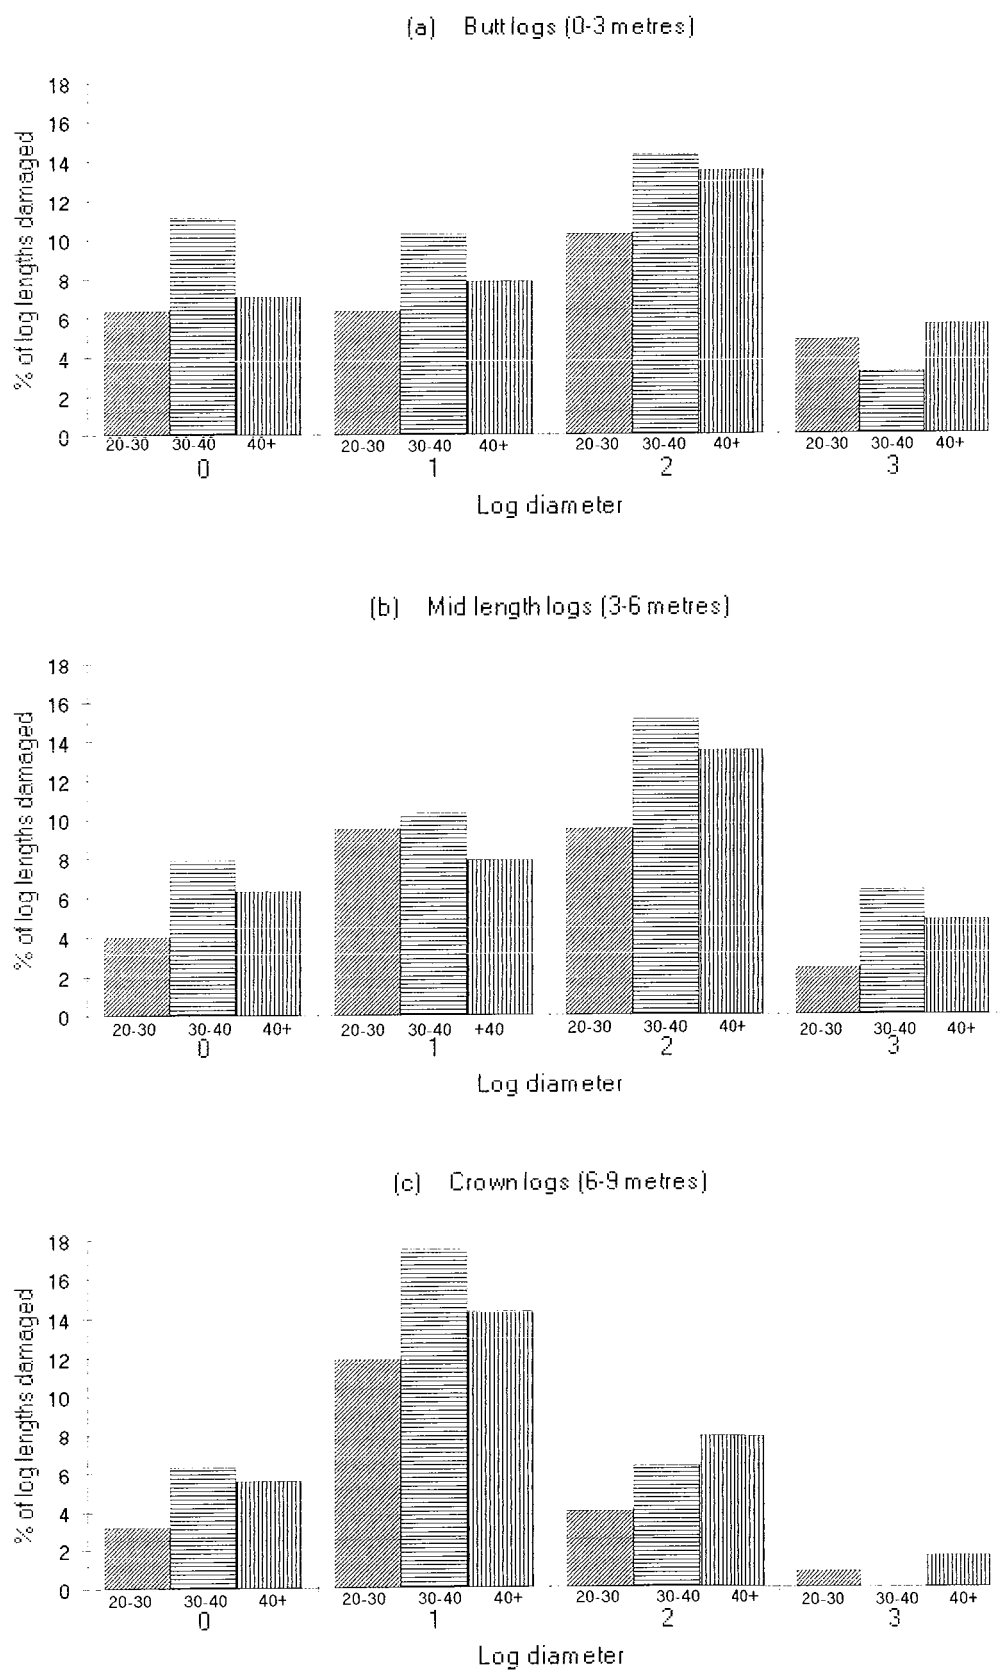 (a) Butt logs (0-3 metres)
18
16
14
12
10
8
6
4
2
0
% of log lengths damaged
20-30 30-40 40+ 20-30 30-40 40+ 20-30 30-40 40+ 20-30 30-40 40+
0 1 2 3
Log diameter
(b) Mid length logs (3-6 metres)
18
16
14
12
10
8
6
4
2
0
% of log lengths damaged
20-30 30-40 40+ 20-30 30-40 +40 20-30 30-40 40+ 20-30 30-40 40+
0 1 2 3
Log diameter
(c) Crown logs (6-9 metres)
18
16
14
12
10
8
6
4
2
0
% of log lengths damaged
20-30 30-40 40+ 20-30 30-40 40+ 20-30 30-40 40+ 20-30 30-40 40+
0 1 2 3
Log diameter